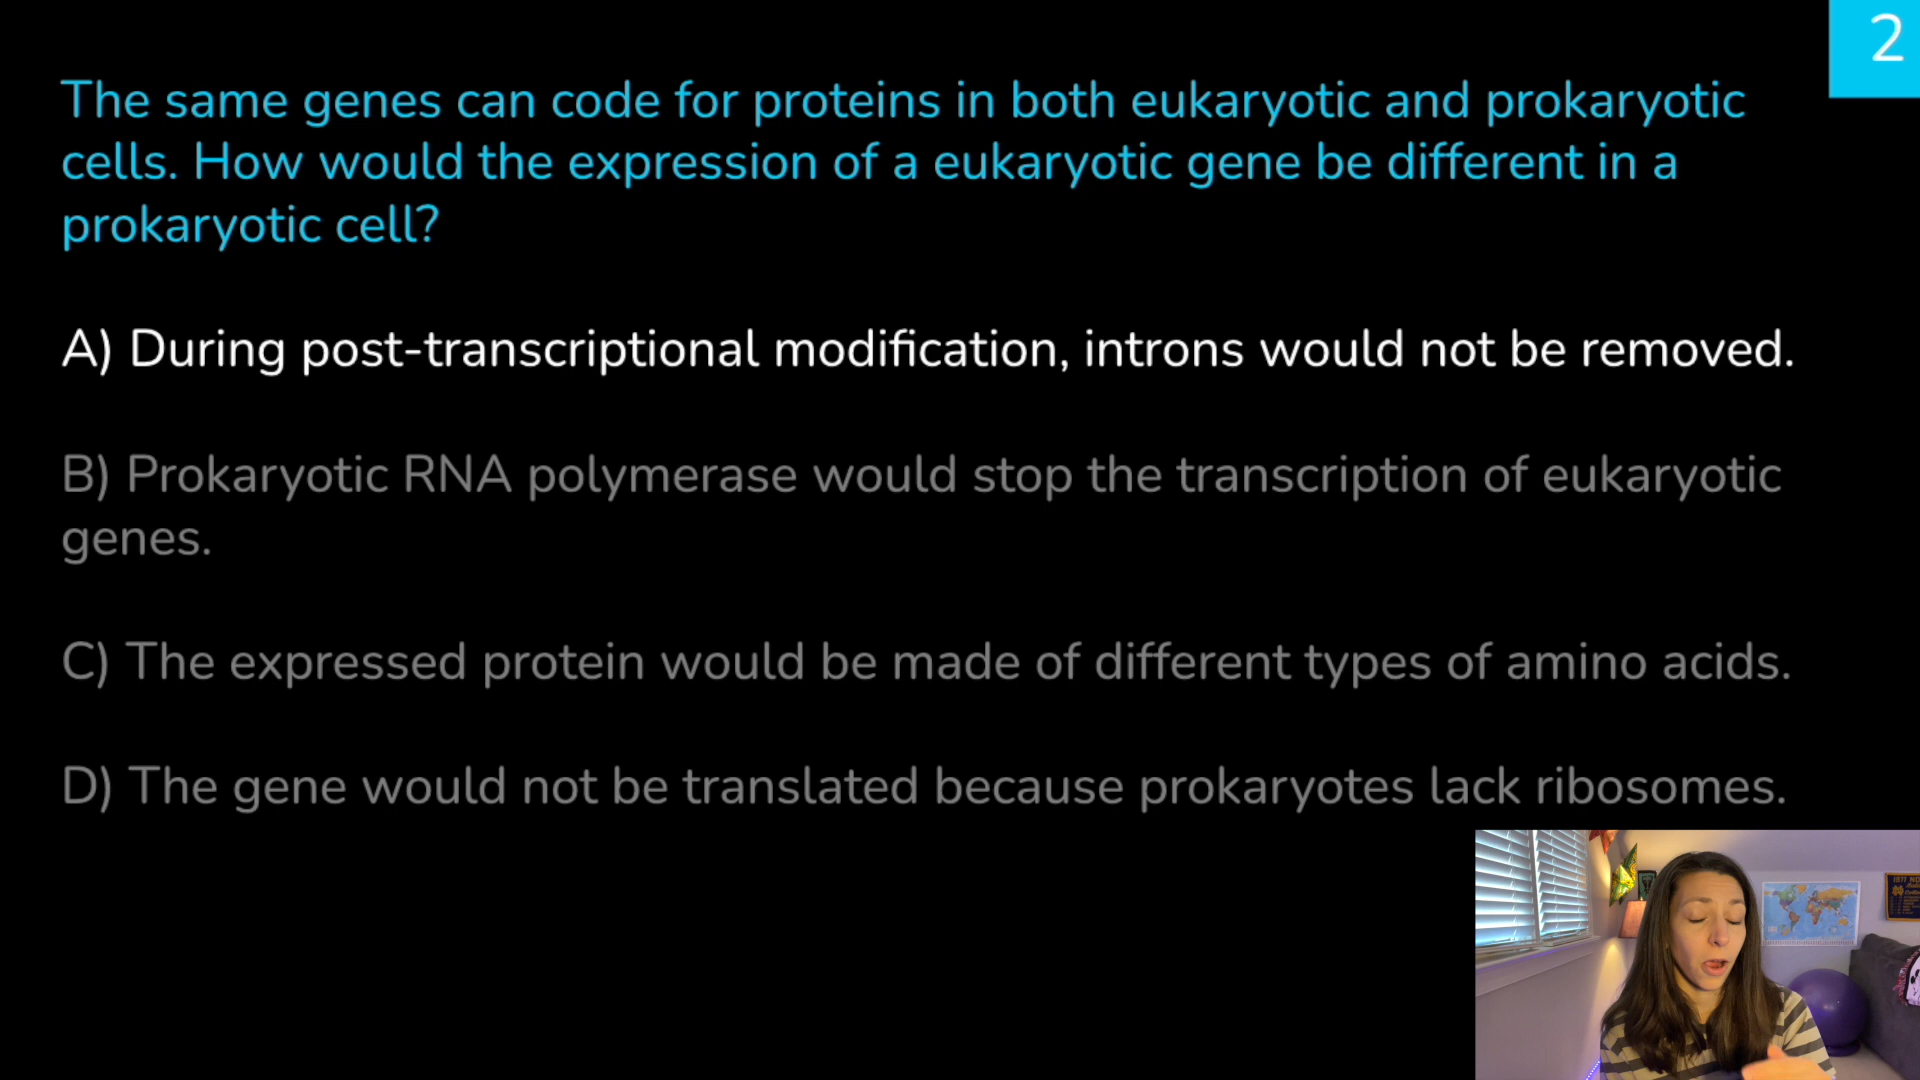 2
The same genes can code for proteins in both eukaryotic and prokaryotic
cells. How would the expression of a eukaryotic gene be different in a
prokaryotic cell?
A) During post-transcriptional modification, introns would not be removed.
B) Prokaryotic RNA polymerase would stop the transcription of eukaryotic
genes.
C) The expressed protein would be made of different types of amino acids.
D) The gene would not be translated because prokaryotes lack ribosomes.